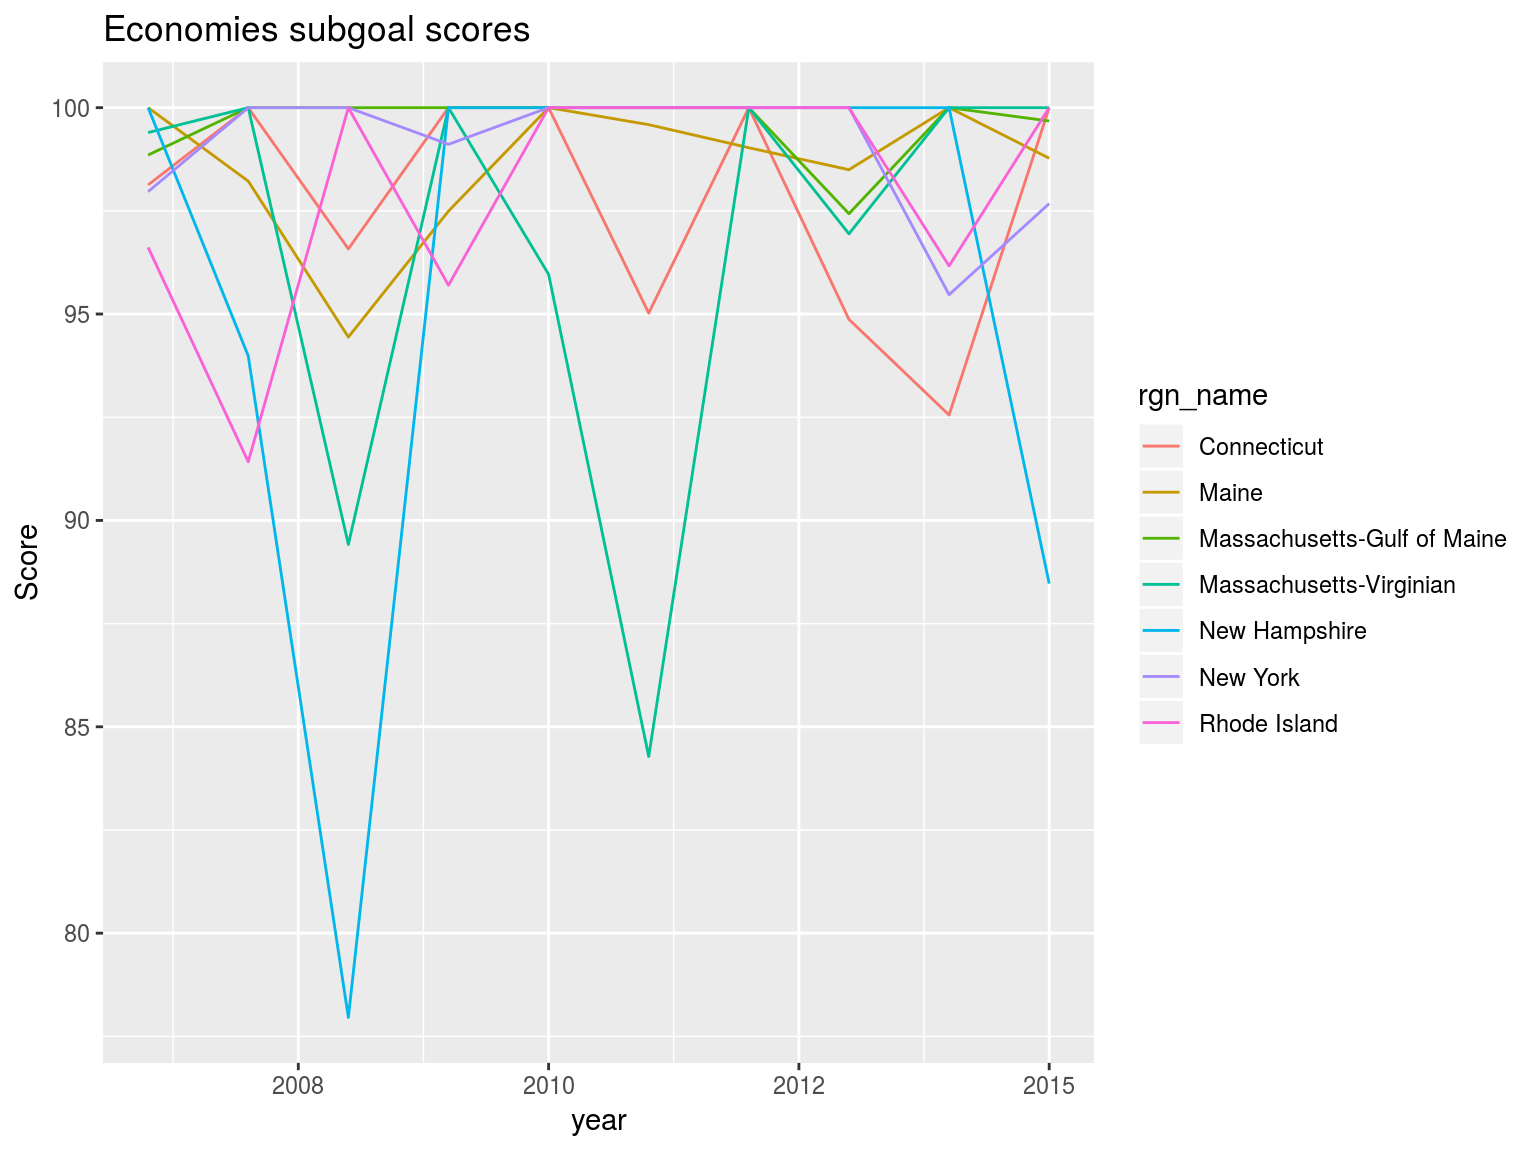 Economies subgoal scores
100
95
90
85
80
Score
2008
2010
2012
2015
year
rgn_name
Connecticut
Maine
Massachusetts-Gulf of Maine
Massachusetts-Virginian
New Hampshire
New York
Rhode Island